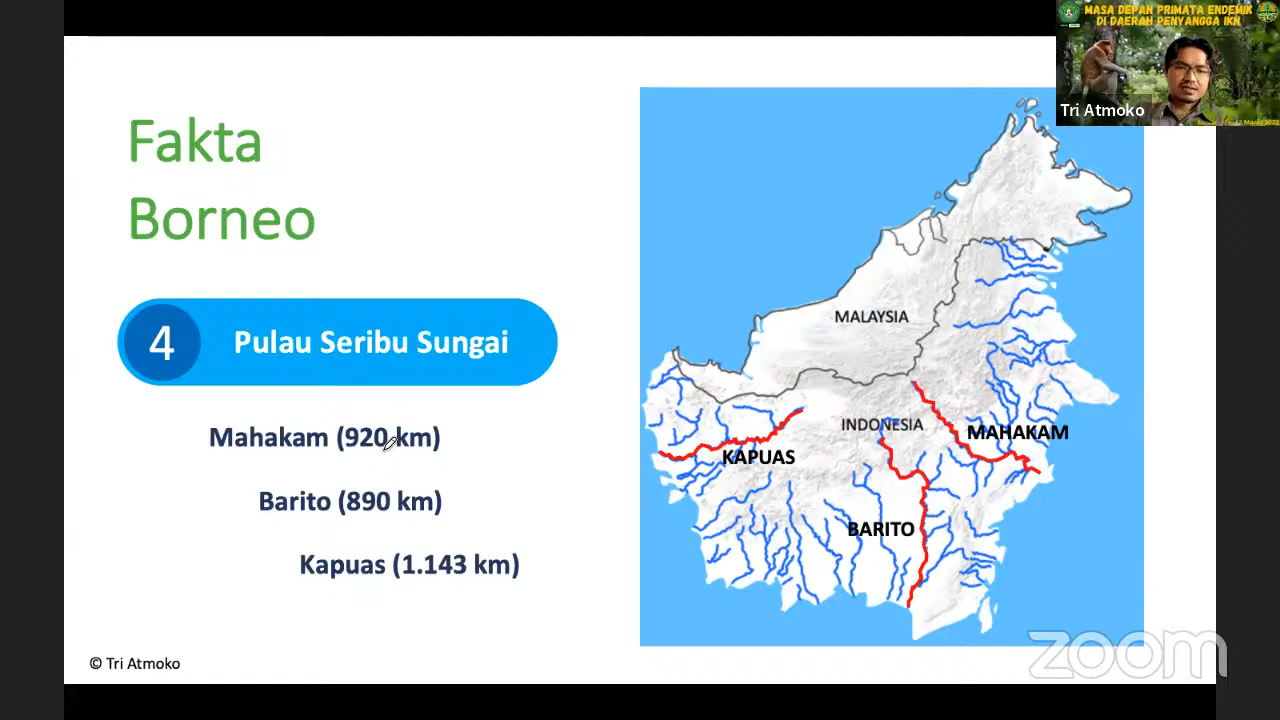 MASA DEPAN PRIMATA ENDEMIK
DI DAERAH PENYANGGA IKN
Tri Atmoko
Fakta
Borneo
4
Pulau Seribu Sungai
Mahakam (920 km)
Barito (890 km)
Kapuas (1.143 km)
MALAYSIA
INDONESIA
MAHAKAM
KAPUAS
BARITO
© Tri Atmoko
zoom